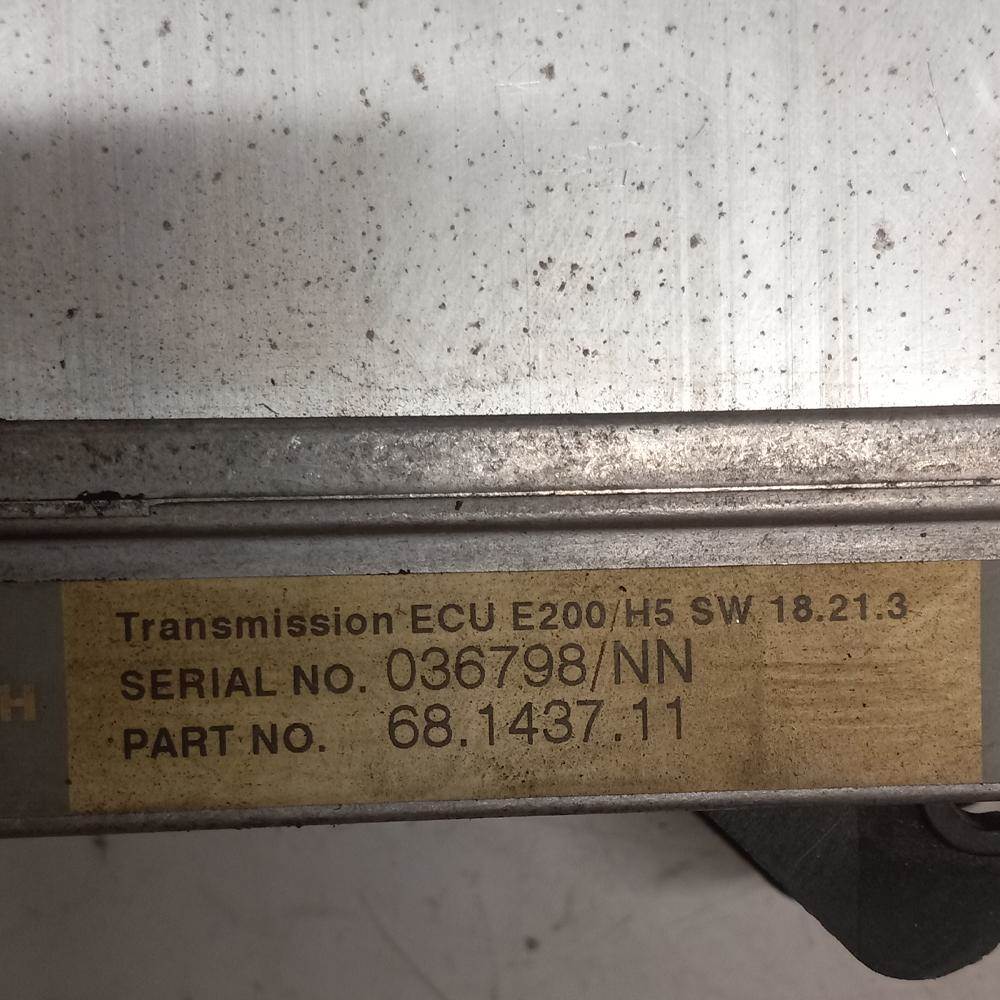 Transmission ECU E200/H5 SW 18.21.3
SERIAL NO. 036798/NN
H
PART NO. 68.1437.11